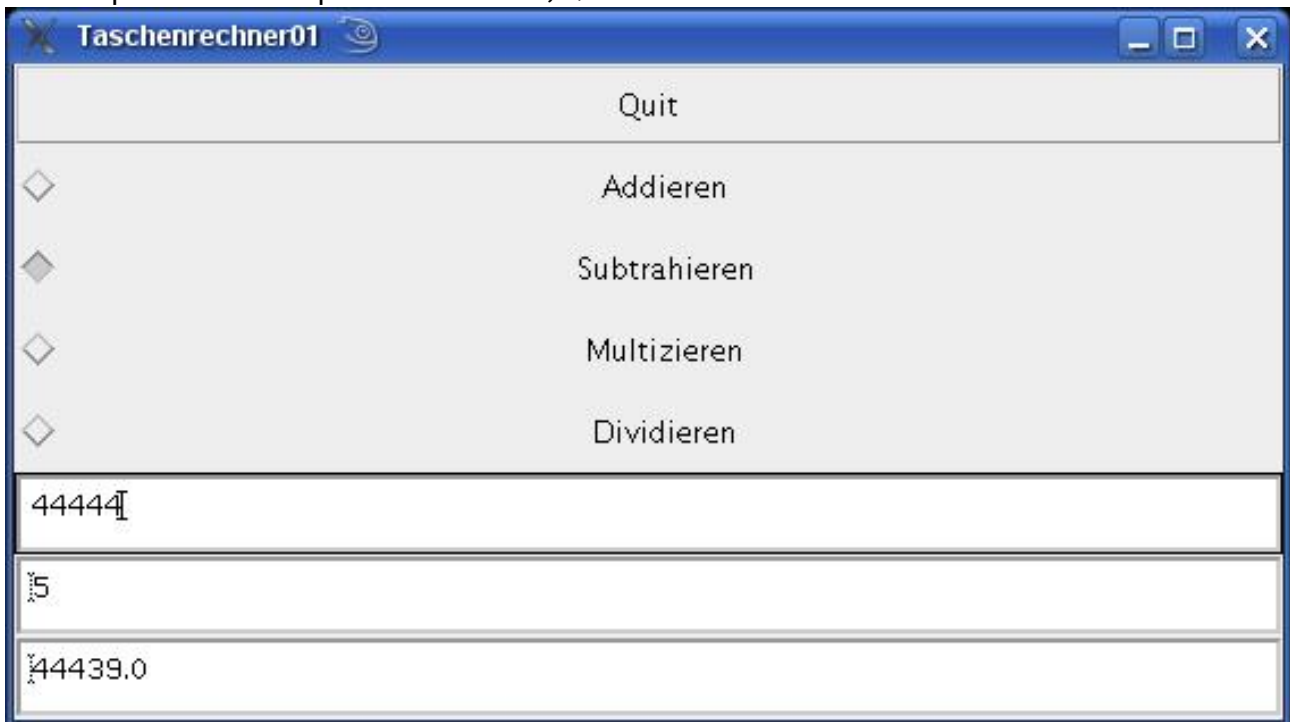 Taschenrechner01
Quit
Addieren
Subtrahieren
Multizieren
Dividieren
44444
5
44439.0